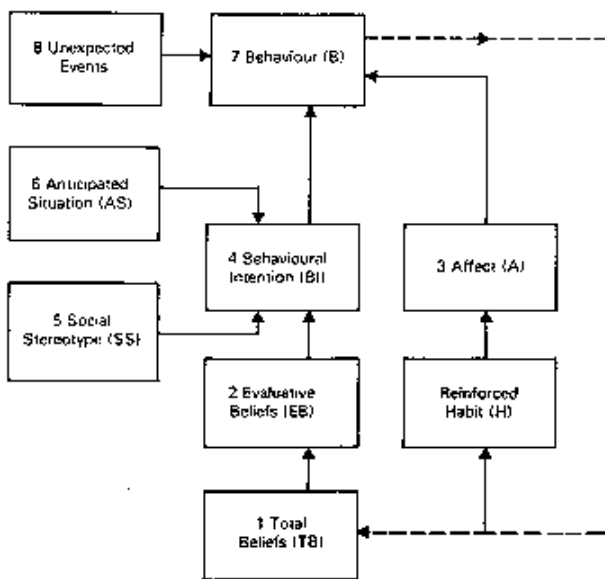 8 Unexpected
Events
7 Behaviour (B)
6 Anticipated
Situation (AS)
4 Behavioural
Intention (BI)
3 Affect (A)
5 Social
Stereotype (SS)
2 Evaluative
Beliefs (EB)
Reinforced
Habit (H)
1 Total
Beliefs (TB)